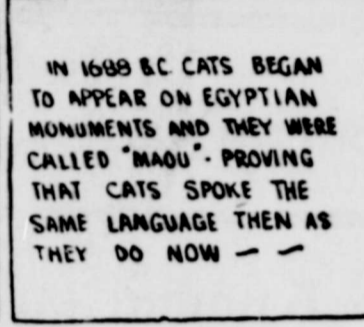 IN 1688 B.C. CATS BEGAN
TO APPEAR ON EGYPTIAN
MONUMENTS AND THEY WERE
CALLED "MAOU". PROVING
THAT CATS SPOKE THE
SAME LANGUAGE THEN AS
THEY DO NOW — —